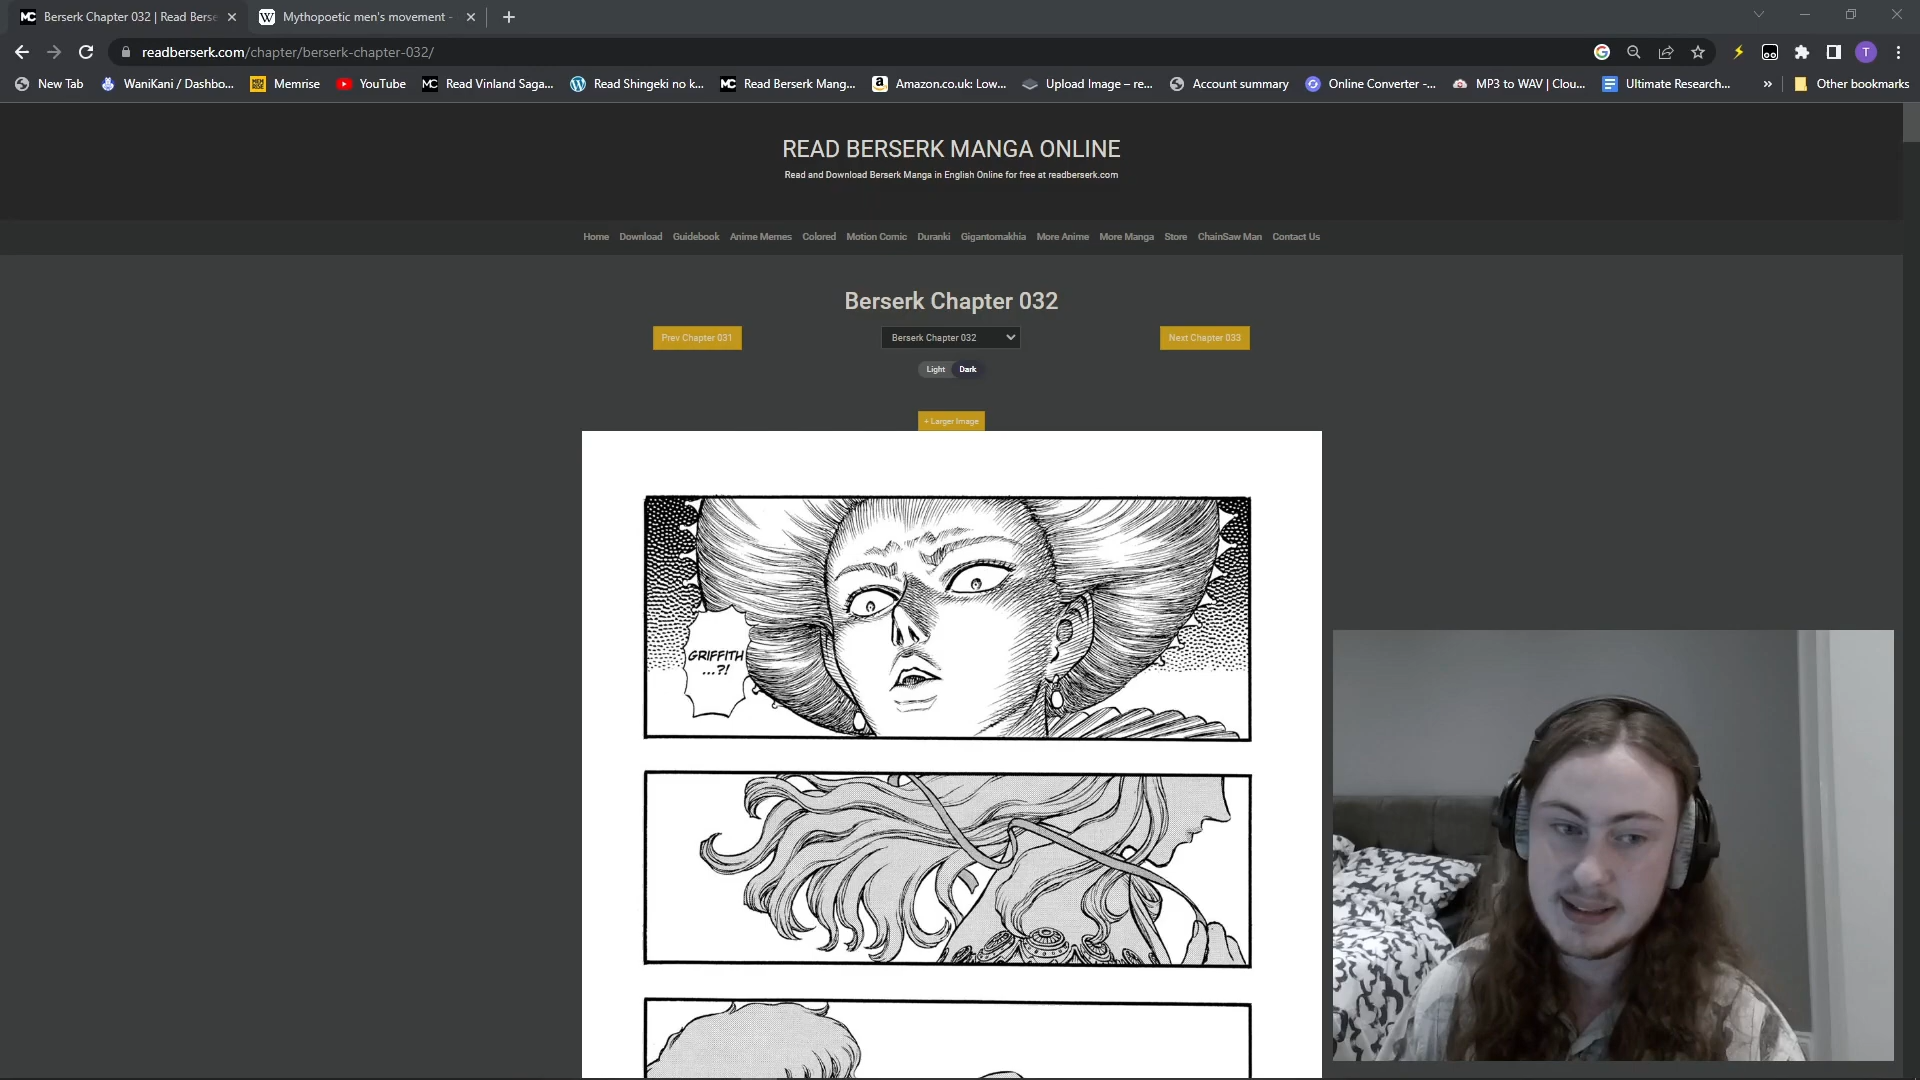 Berserk Chapter 032 | Read Berse
Mythopoetic men's movement -
readberserk.com/chapter/berserk-chapter-032/
T
New Tab
WaniKani / Dashbo...
MEM RISE
Memrise
YouTube
MC
Read Vinland Saga...
Read Shingeki no k...
MC
Read Berserk Mang...
Amazon.co.uk: Low...
Upload Image – re...
Account summary
Online Converter -...
MP3 to WAV | Clou...
Ultimate Research...
»
Other bookmarks
READ BERSERK MANGA ONLINE
Read and Download Berserk Manga in English Online for free at readberserk.com
Home Download Guidebook Anime Memes Colored Motion Comic Duranki Gigantomakhia More Anime More Manga Store ChainSaw Man Contact Us
Berserk Chapter 032
Prev Chapter 031
Berserk Chapter 032
Next Chapter 033
Light Dark
+ Larger Image
GRIFFITH
...?!